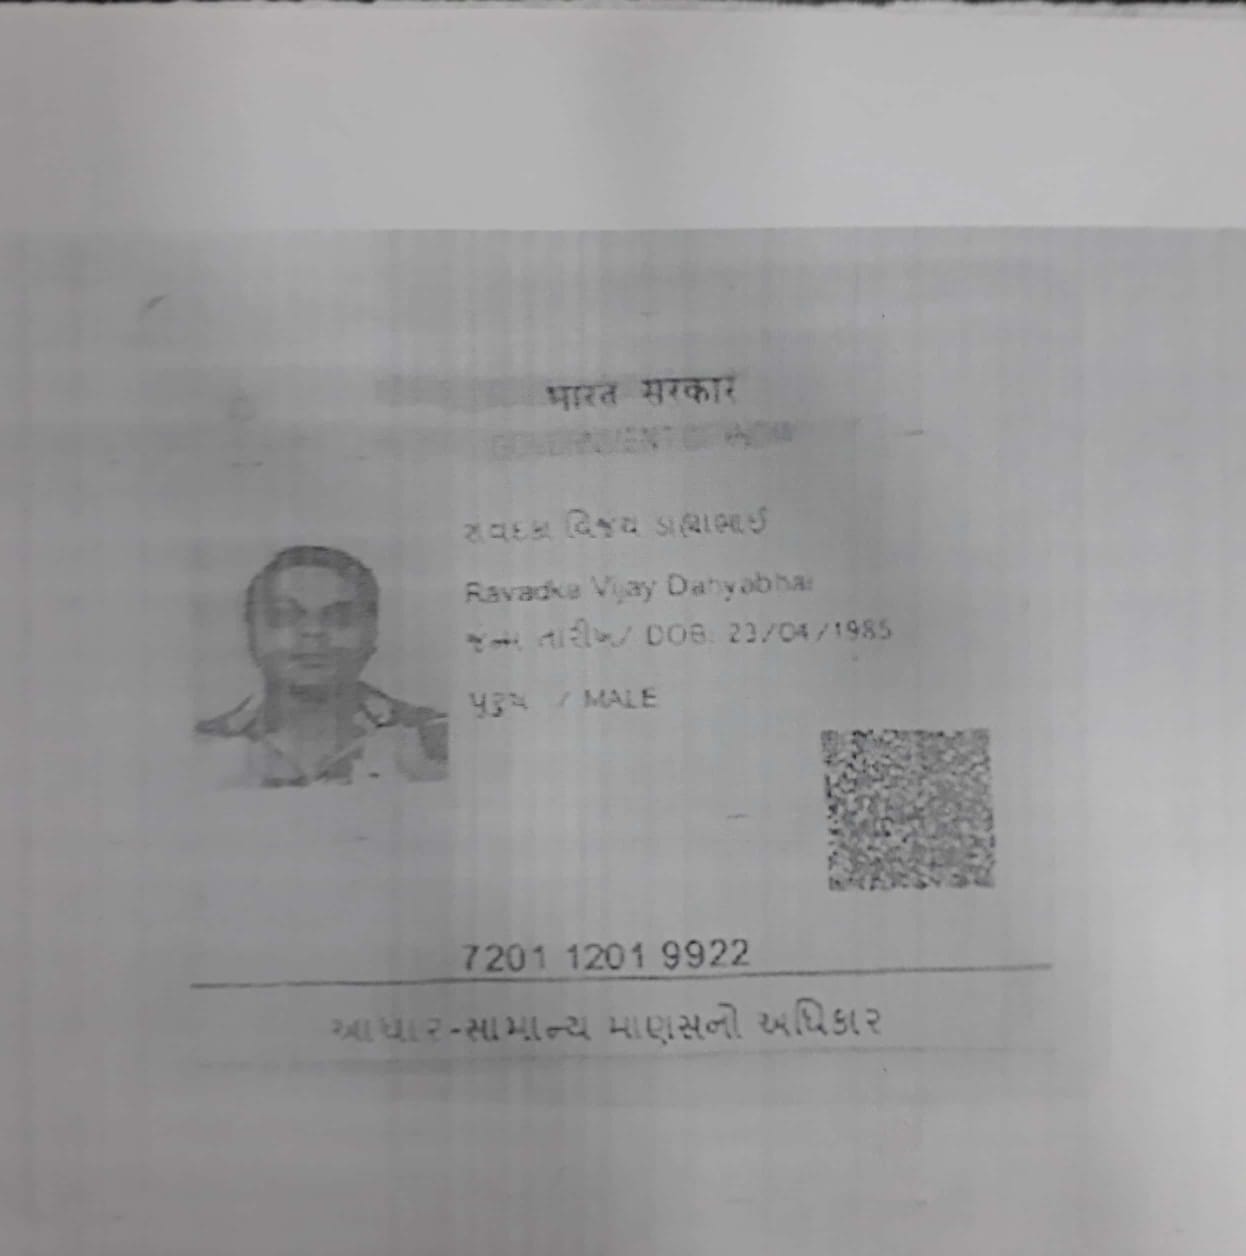 भारत सरकार
GOVERNMENT OF INDIA
રાવદકા વિજય ડાહ્યાભાઈ
Ravadka Vijay Dahyabhai
જન્મ તારીખ/ DOB: 23/04/1985
પુરુષ / MALE
7201 1201 9922
આધાર-સામાન્ય માણસનો અધિકાર